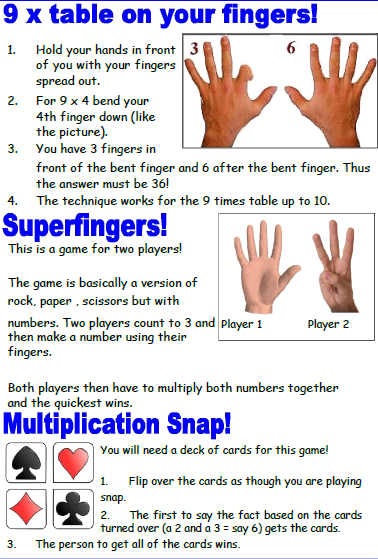 9 x table on your fingers!
1. Hold your hands in front
of you with your fingers
spread out.
3 6
2. For 9 x 4 bend your
4th finger down (like
the picture).
3. You have 3 fingers in
front of the bent finger and 6 after the bent finger. Thus
the answer must be 36!
4. The technique works for the 9 times table up to 10.
Superfingers!
This is a game for two players!
The game is basically a version of
rock, paper , scissors but with
numbers. Two players count to 3 and
then make a number using their
fingers.
Player 1 Player 2
Both players then have to multiply both numbers together
and the quickest wins.
Multiplication Snap!
You will need a deck of cards for this game!
1. Flip over the cards as though you are playing
snap.
2. The first to say the fact based on the cards
turned over (a 2 and a 3 = say 6) gets the cards.
3. The person to get all of the cards wins.